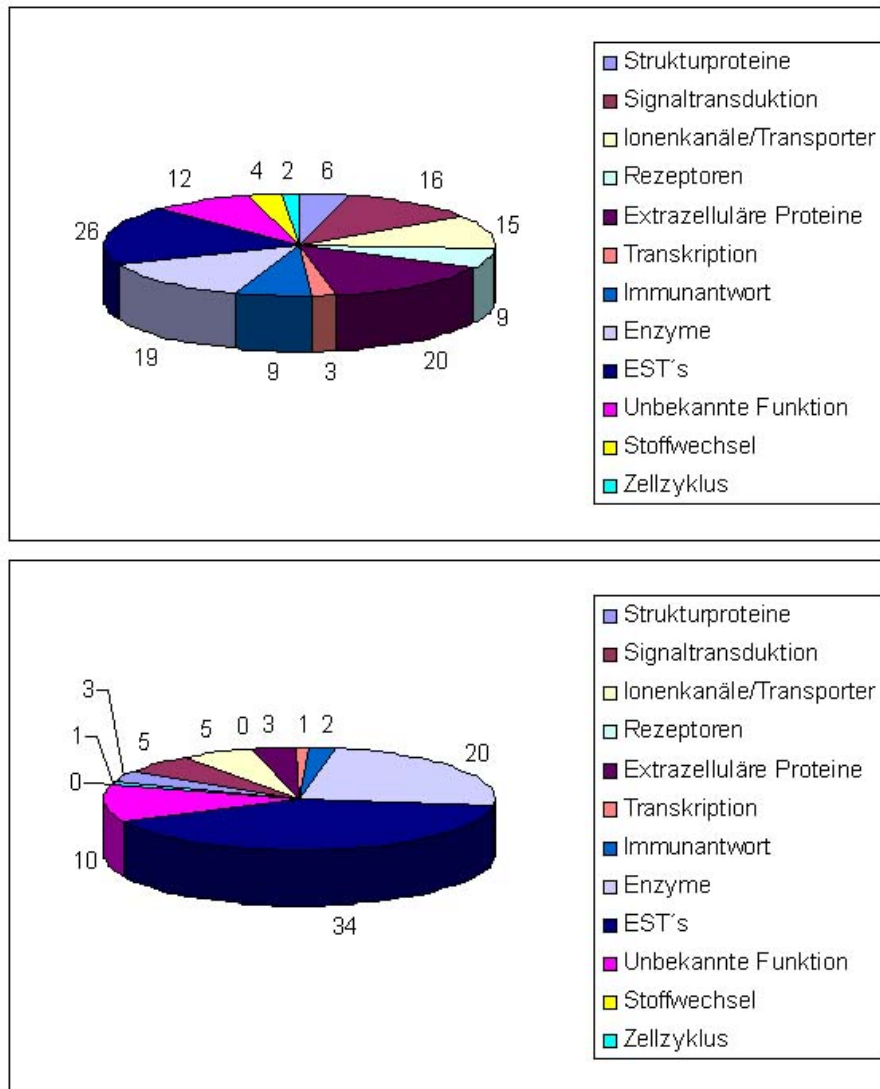 12 4 2 6 16
26 15
19 9 3 20 9
Strukturproteine
Signaltransduktion
Ionenkanäle/Transporter
Rezeptoren
Extrazelluläre Proteine
Transkription
Immunantwort
Enzyme
EST´s
Unbekannte Funktion
Stoffwechsel
Zellzyklus
3
1 5 5 0 3 1 2 20
0
10
34
Strukturproteine
Signaltransduktion
Ionenkanäle/Transporter
Rezeptoren
Extrazelluläre Proteine
Transkription
Immunantwort
Enzyme
EST´s
Unbekannte Funktion
Stoffwechsel
Zellzyklus